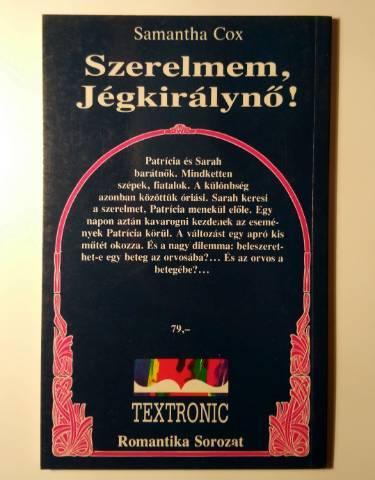 Samantha Cox
Szerelmem,
Jégkirálynő!
Patrícia és Sarah
barátnők. Mindketten
szépek, fiatalok. A különbség
azonban közöttük óriási. Sarah keresi
a szerelmet, Patrícia menekül előle. Egy
napon aztán kavarogni kezdenek az esemé-
nyek Patrícia körül. A változást egy apró kis
műtét okozza. És a nagy dilemma: beleszeret-
het-e egy beteg az orvosába?... És az orvos a
betegébe?...
79,–
TEXTRONIC
Romantika Sorozat